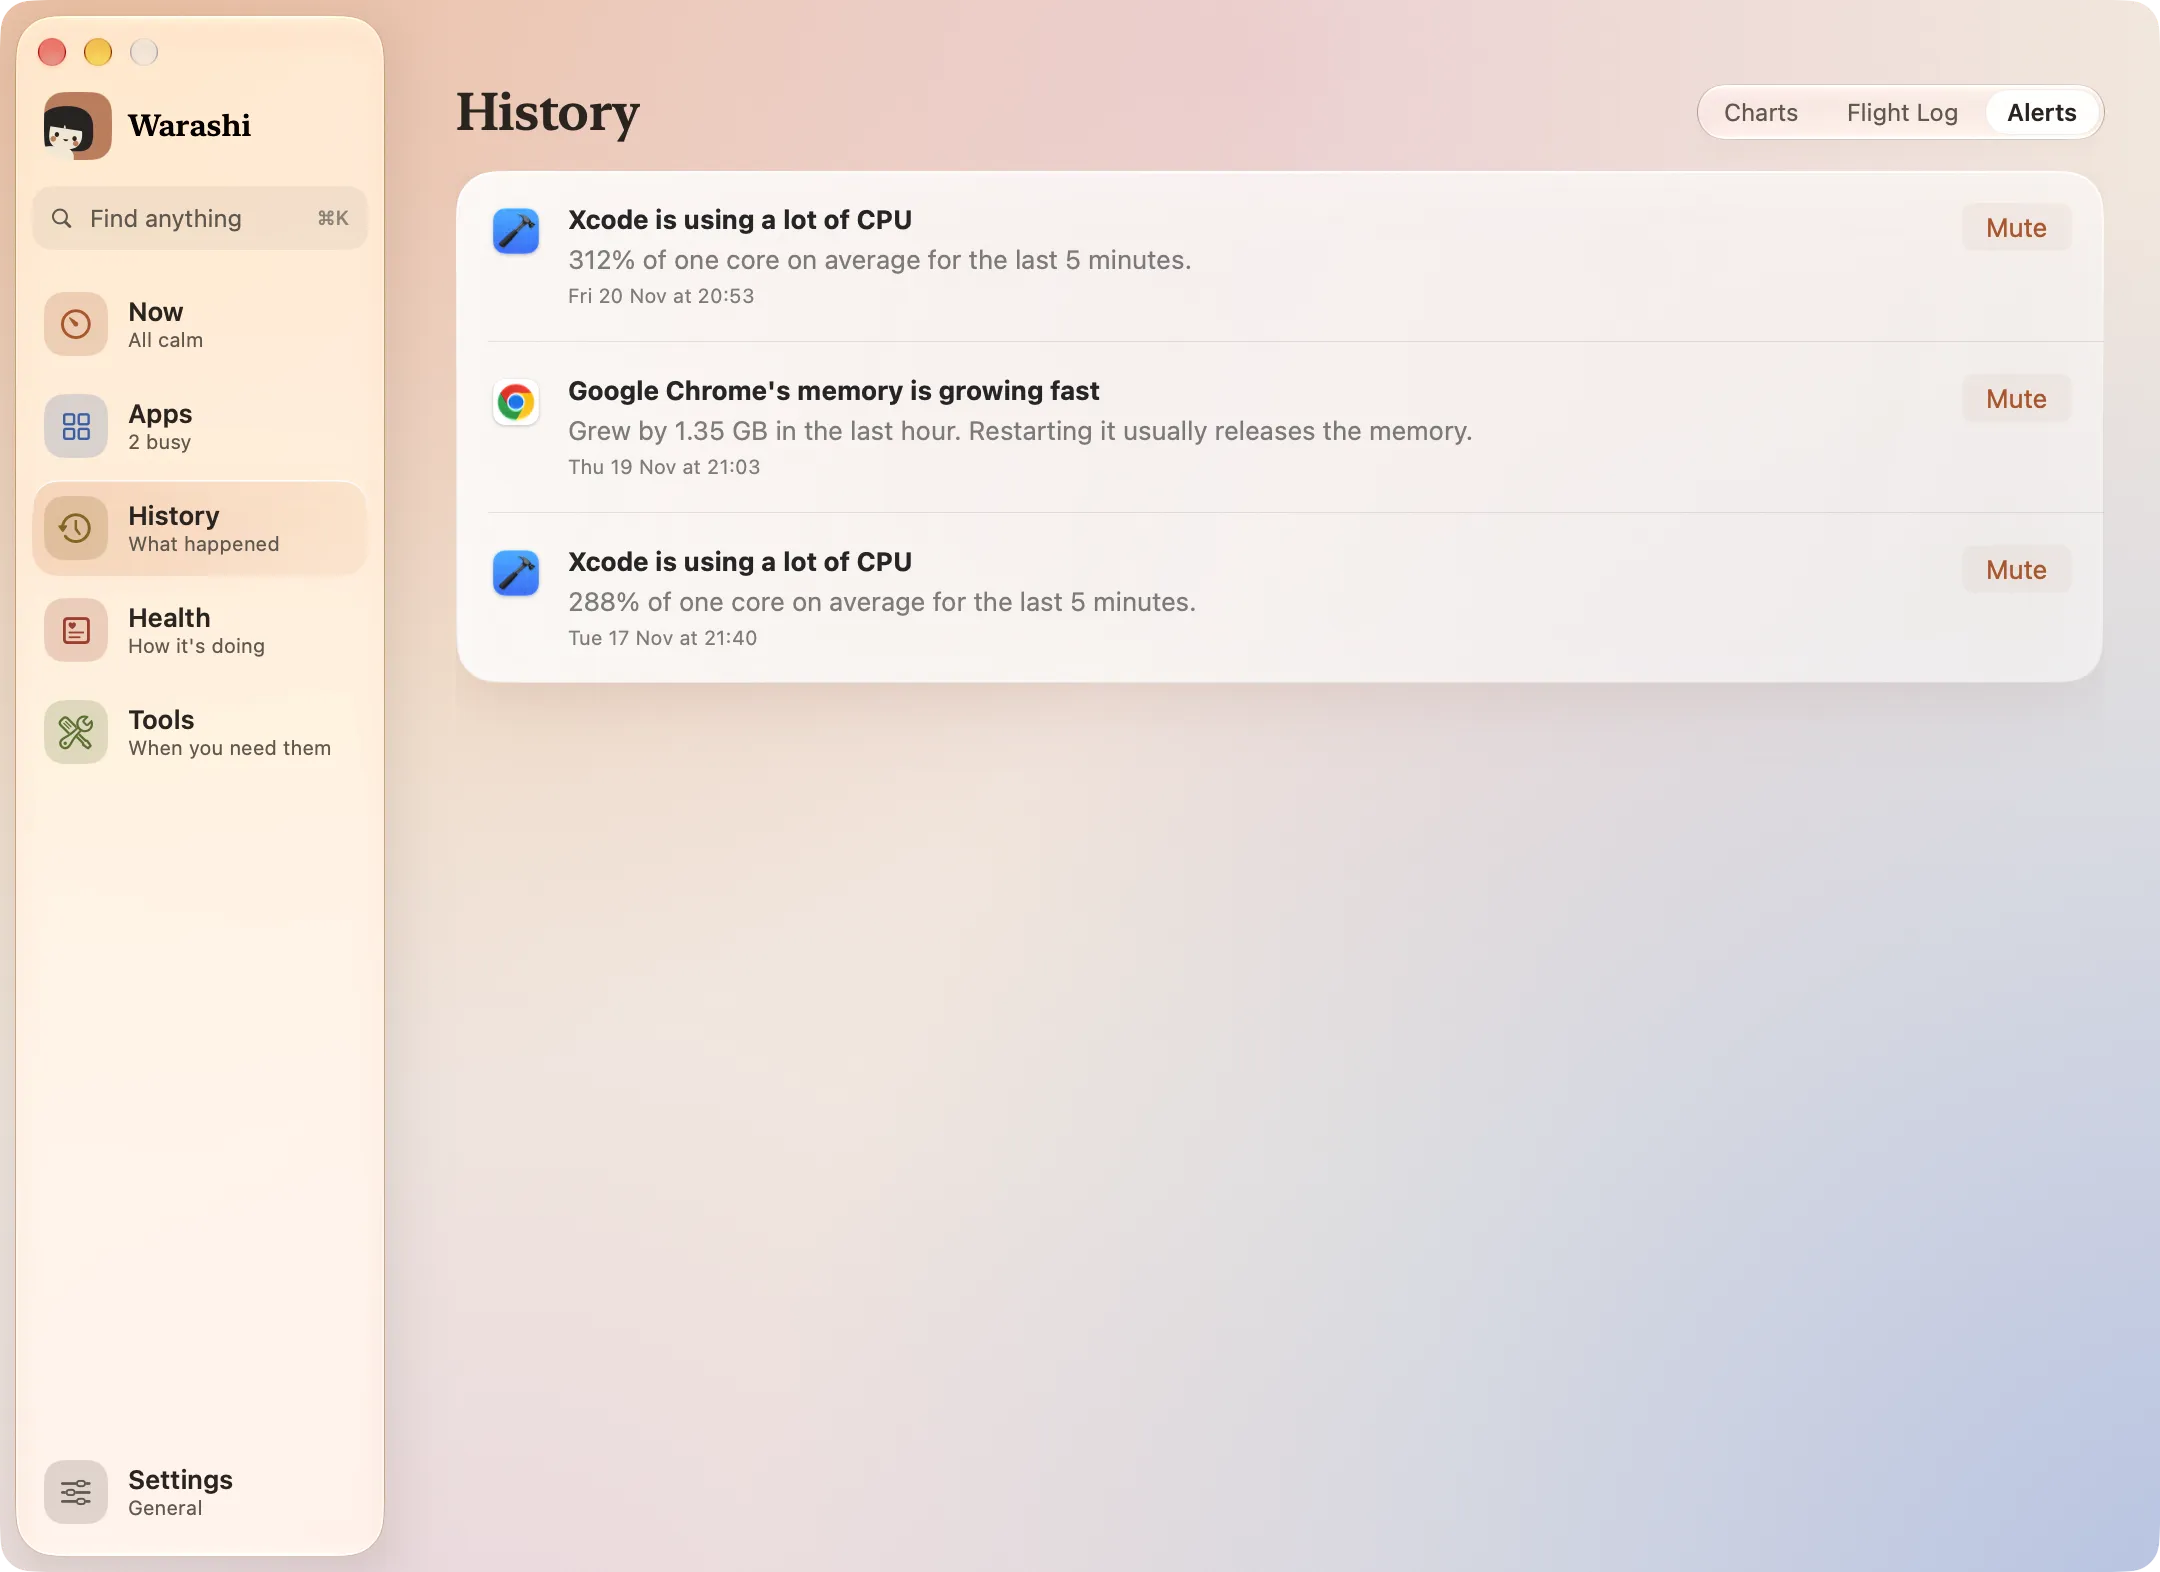 Warashi
Find anything ⌘K
Now
All calm
Apps
2 busy
History
What happened
Health
How it's doing
Tools
When you need them
Settings
General
History
Charts Flight Log Alerts
Xcode is using a lot of CPU
312% of one core on average for the last 5 minutes.
Fri 20 Nov at 20:53
Mute
Google Chrome's memory is growing fast
Grew by 1.35 GB in the last hour. Restarting it usually releases the memory.
Thu 19 Nov at 21:03
Mute
Xcode is using a lot of CPU
288% of one core on average for the last 5 minutes.
Tue 17 Nov at 21:40
Mute